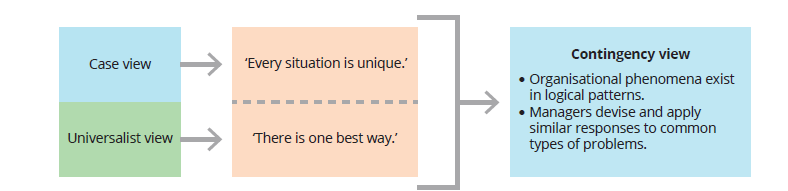 Case view
‘Every situation is unique.’
Universalist view
‘There is one best way.’
Contingency view
• Organisational phenomena exist
in logical patterns.
• Managers devise and apply
similar responses to common
types of problems.